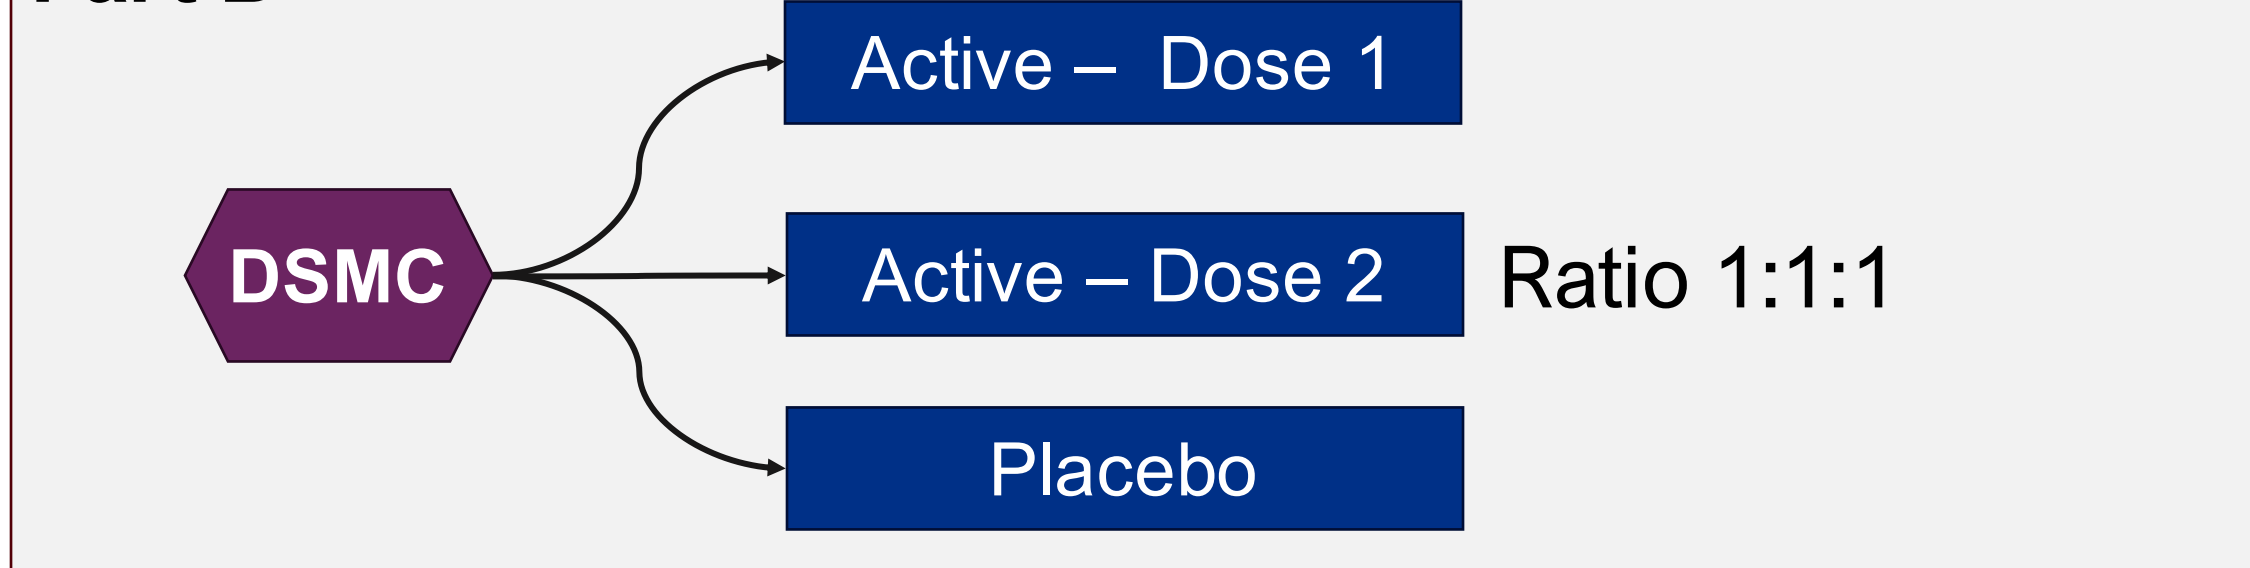 Active – Dose 1
DSMC
Active – Dose 2
Ratio 1:1:1
Placebo